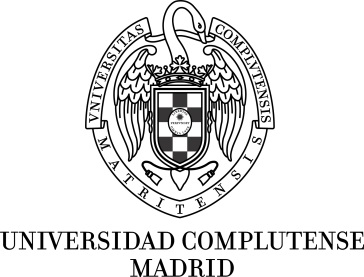 VNIVERSITAS
COMPLVTENSIS
MATRITENSIS
UNIVERSIDAD COMPLUTENSE
MADRID